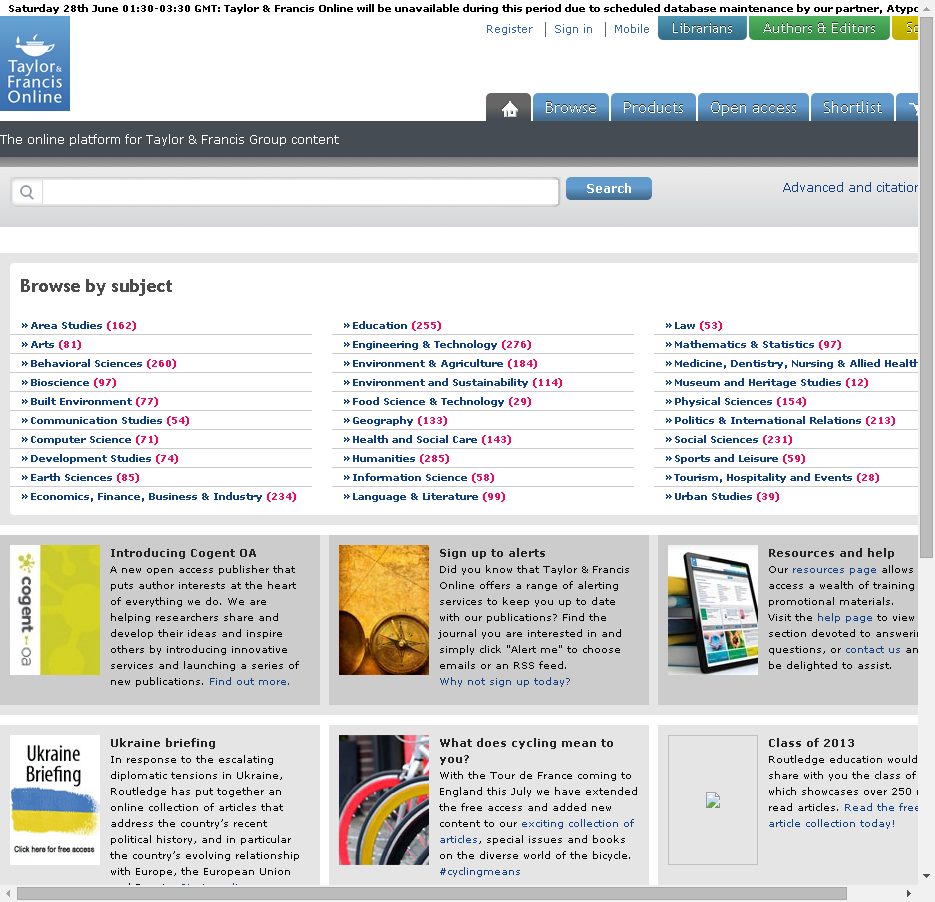 Saturday 28th June 01:30-03:30 GMT: Taylor & Francis Online will be unavailable during this period due to scheduled database maintenance by our partner, Atypo
Register
Sign in
Mobile
Librarians
Authors & Editors
Taylor &
Francis
Online
Browse
Products
Open access
Shortlist
The online platform for Taylor & Francis Group content
Search
Advanced and citation
Browse by subject
» Area Studies (162)
» Arts (81)
» Behavioral Sciences (260)
» Bioscience (97)
» Built Environment (77)
» Communication Studies (54)
» Computer Science (71)
» Development Studies (74)
» Earth Sciences (85)
» Economics, Finance, Business & Industry (234)
» Education (255)
» Engineering & Technology (276)
» Environment & Agriculture (184)
» Environment and Sustainability (114)
» Food Science & Technology (29)
» Geography (133)
» Health and Social Care (143)
» Humanities (285)
» Information Science (58)
» Language & Literature (99)
» Law (53)
» Mathematics & Statistics (97)
» Medicine, Dentistry, Nursing & Allied Health
» Museum and Heritage Studies (12)
» Physical Sciences (154)
» Politics & International Relations (213)
» Social Sciences (231)
» Sports and Leisure (59)
» Tourism, Hospitality and Events (28)
» Urban Studies (39)
cogent-oa
Introducing Cogent OA
A new open access publisher that
puts author interests at the heart
of everything we do. We are
helping researchers share and
develop their ideas and inspire
others by introducing innovative
services and launching a series of
new publications. Find out more.
Sign up to alerts
Did you know that Taylor & Francis
Online offers a range of alerting
services to keep you up to date
with our publications? Find the
journal you are interested in and
simply click "Alert me" to choose
emails or an RSS feed.
Why not sign up today?
Resources and help
Our resources page allows
access a wealth of training
promotional materials.
Visit the help page to view
section devoted to answerin
questions, or contact us an
be delighted to assist.
Ukraine
Briefing
Click here for free access
Ukraine briefing
In response to the escalating
diplomatic tensions in Ukraine,
Routledge has put together an
online collection of articles that
address the country's recent
political history, and in particular
the country's evolving relationship
with Europe, the European Union
What does cycling mean to
you?
With the Tour de France coming to
England this July we have extended
the free access and added new
content to our exciting collection of
articles, special issues and books
on the diverse world of the bicycle.
#cyclingmeans
Class of 2013
Routledge education would
share with you the class of
which showcases over 250
read articles. Read the free
article collection today!